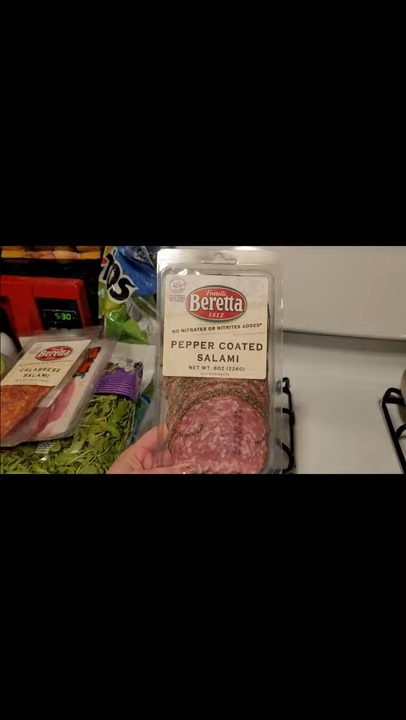 5:30
Fratelli
Beretta
1812
NO NITRATES OR NITRITES ADDED*
PEPPER COATED
SALAMI
NET WT. 8OZ (226G)
Beretta
CALABRESE
SALAMI